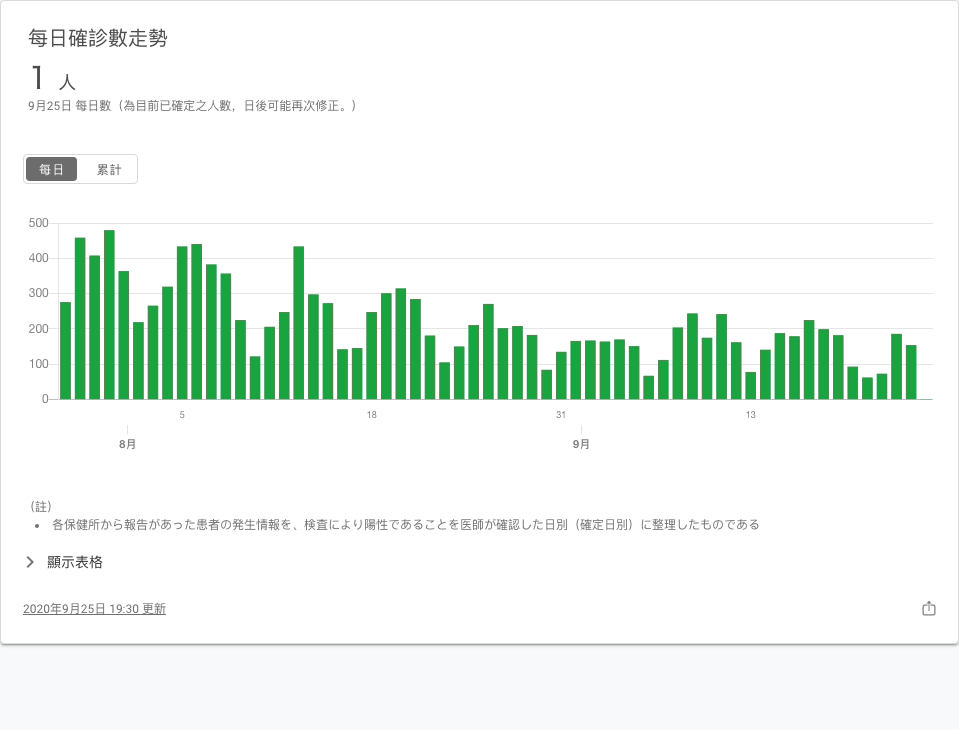 每日確診數走勢
1 人
9月25日 每日數（為目前已確定之人數，日後可能再次修正。）
每日 累計
500
400
300
200
100
0
5 18 31 13
8月 9月
（註）
• 各保健所から報告があった患者の発生情報を、検査により陽性であることを医師が確認した日別（確定日別）に整理したものである
顯示表格
2020年9月25日 19:30 更新